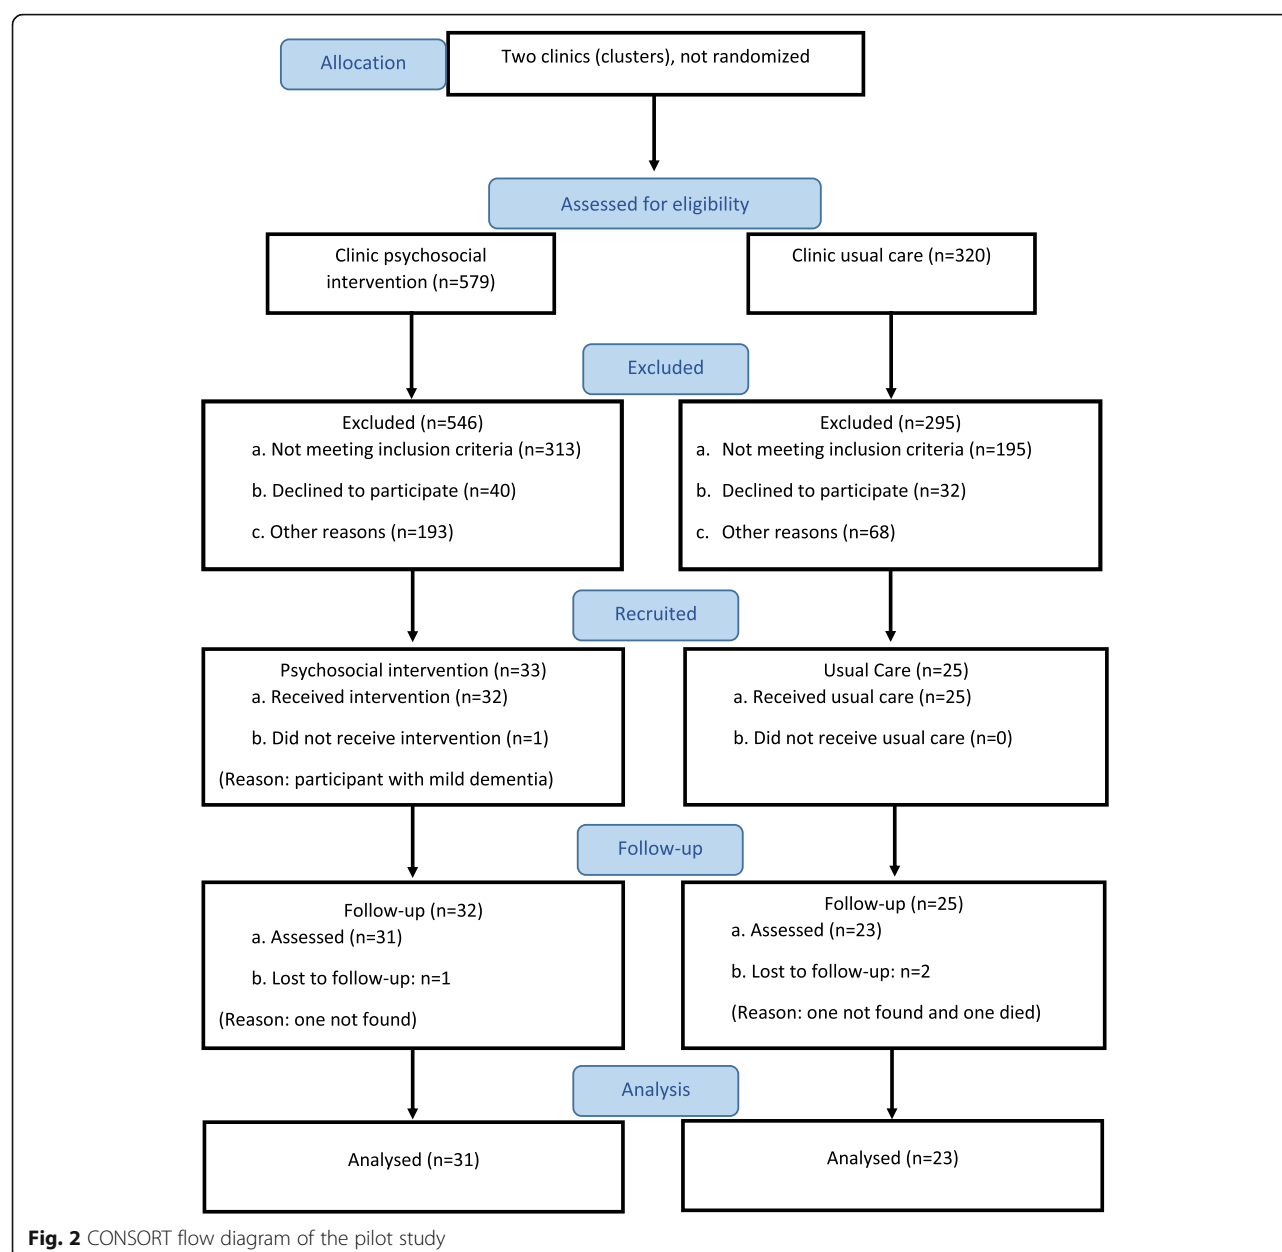 Allocation
Two clinics (clusters), not randomized
Assessed for eligibility
Clinic psychosocial
intervention (n=579)
Clinic usual care (n=320)
Excluded
Excluded (n=546)
a. Not meeting inclusion criteria (n=313)
b. Declined to participate (n=40)
c. Other reasons (n=193)
Excluded (n=295)
a. Not meeting inclusion criteria (n=195)
b. Declined to participate (n=32)
c. Other reasons (n=68)
Recruited
Psychosocial intervention (n=33)
a. Received intervention (n=32)
b. Did not receive intervention (n=1)
(Reason: participant with mild dementia)
Usual Care (n=25)
a. Received usual care (n=25)
b. Did not receive usual care (n=0)
Follow-up
Follow-up (n=32)
a. Assessed (n=31)
b. Lost to follow-up: n=1
(Reason: one not found)
Follow-up (n=25)
a. Assessed (n=23)
b. Lost to follow-up: n=2
(Reason: one not found and one died)
Analysis
Analysed (n=31)
Analysed (n=23)
Fig. 2 CONSORT flow diagram of the pilot study